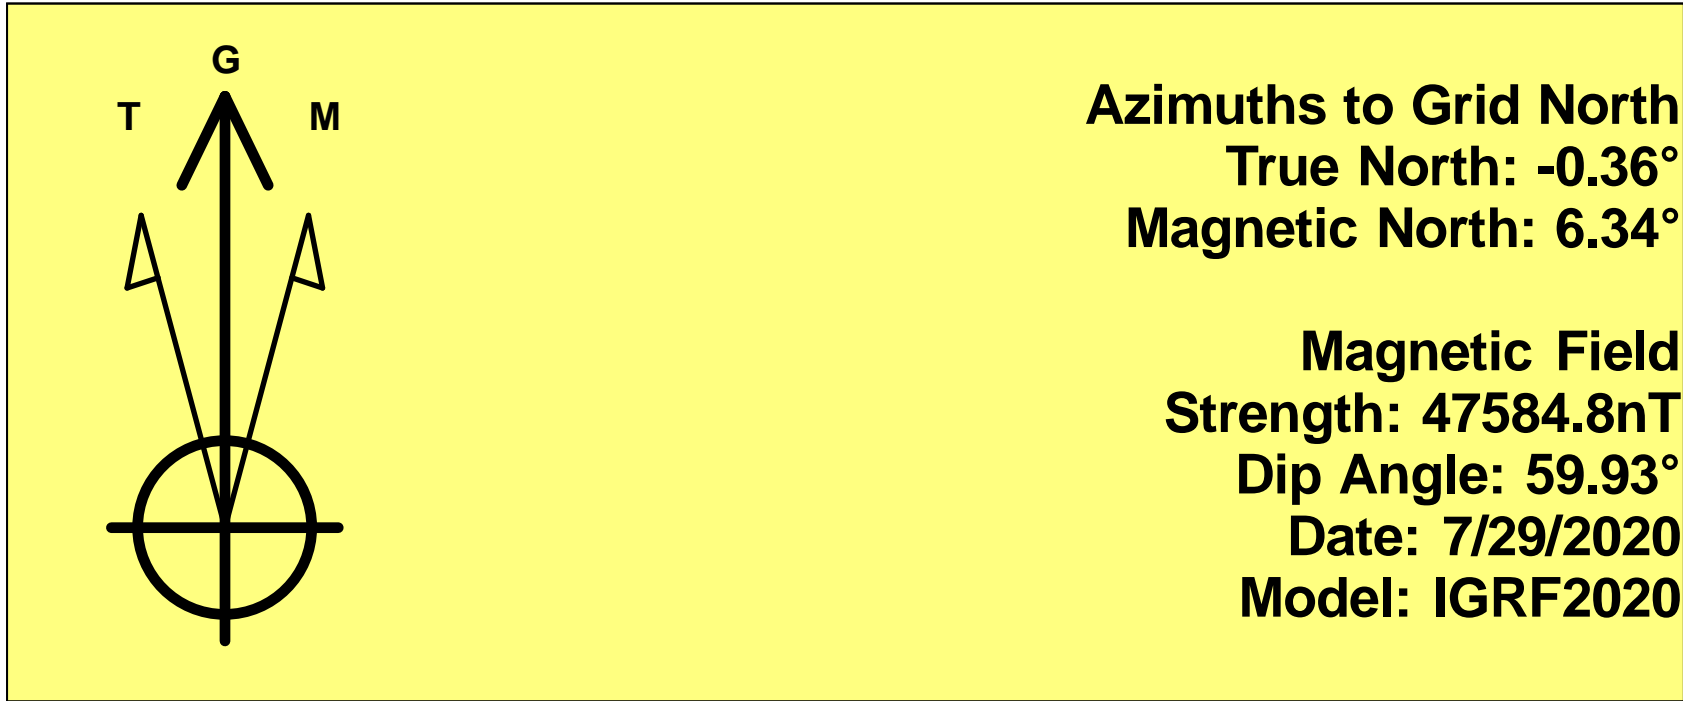 G
T M
Azimuths to Grid North
True North: -0.36°
Magnetic North: 6.34°
Magnetic Field
Strength: 47584.8nT
Dip Angle: 59.93°
Date: 7/29/2020
Model: IGRF2020